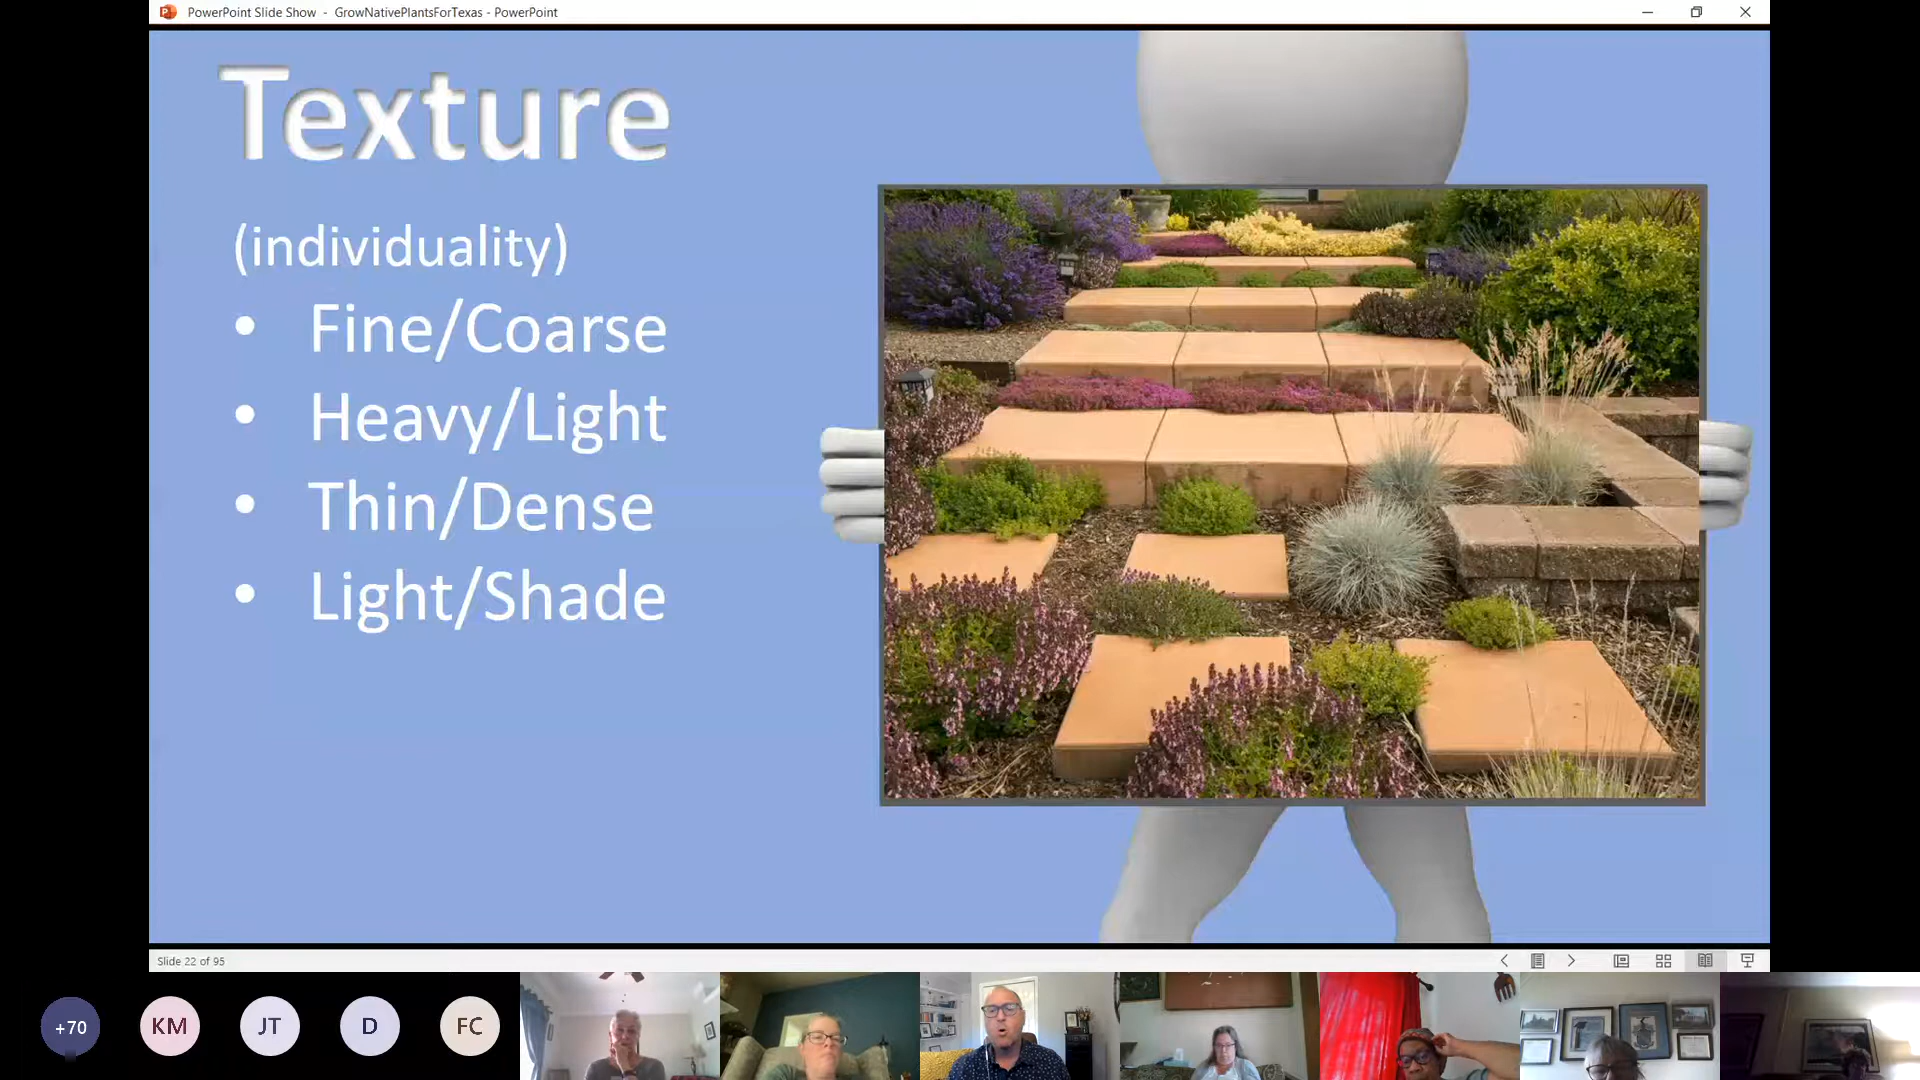 PowerPoint Slide Show - GrowNativePlantsForTexas - PowerPoint
Texture
(individuality)
• Fine/Coarse
• Heavy/Light
• Thin/Dense
• Light/Shade
Slide 22 of 95
+70
KM
JT
D
FC